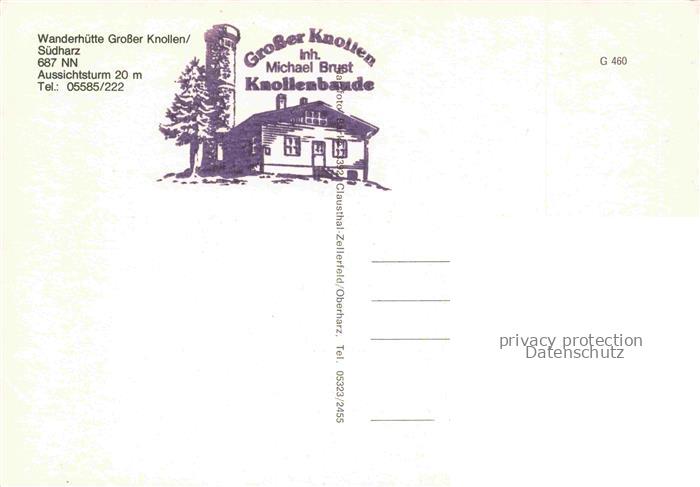 Wanderhütte Großer Knollen/
Südharz
687 NN
Aussichtsturm 20 m
Tel.: 05585/222
Großer Knollen
Inh.
Michael Brust
Knollenbaude
G 460
Clausthal-Zellerfeld/Oberharz, Tel. 05323/2455
privacy protection
Datenschutz